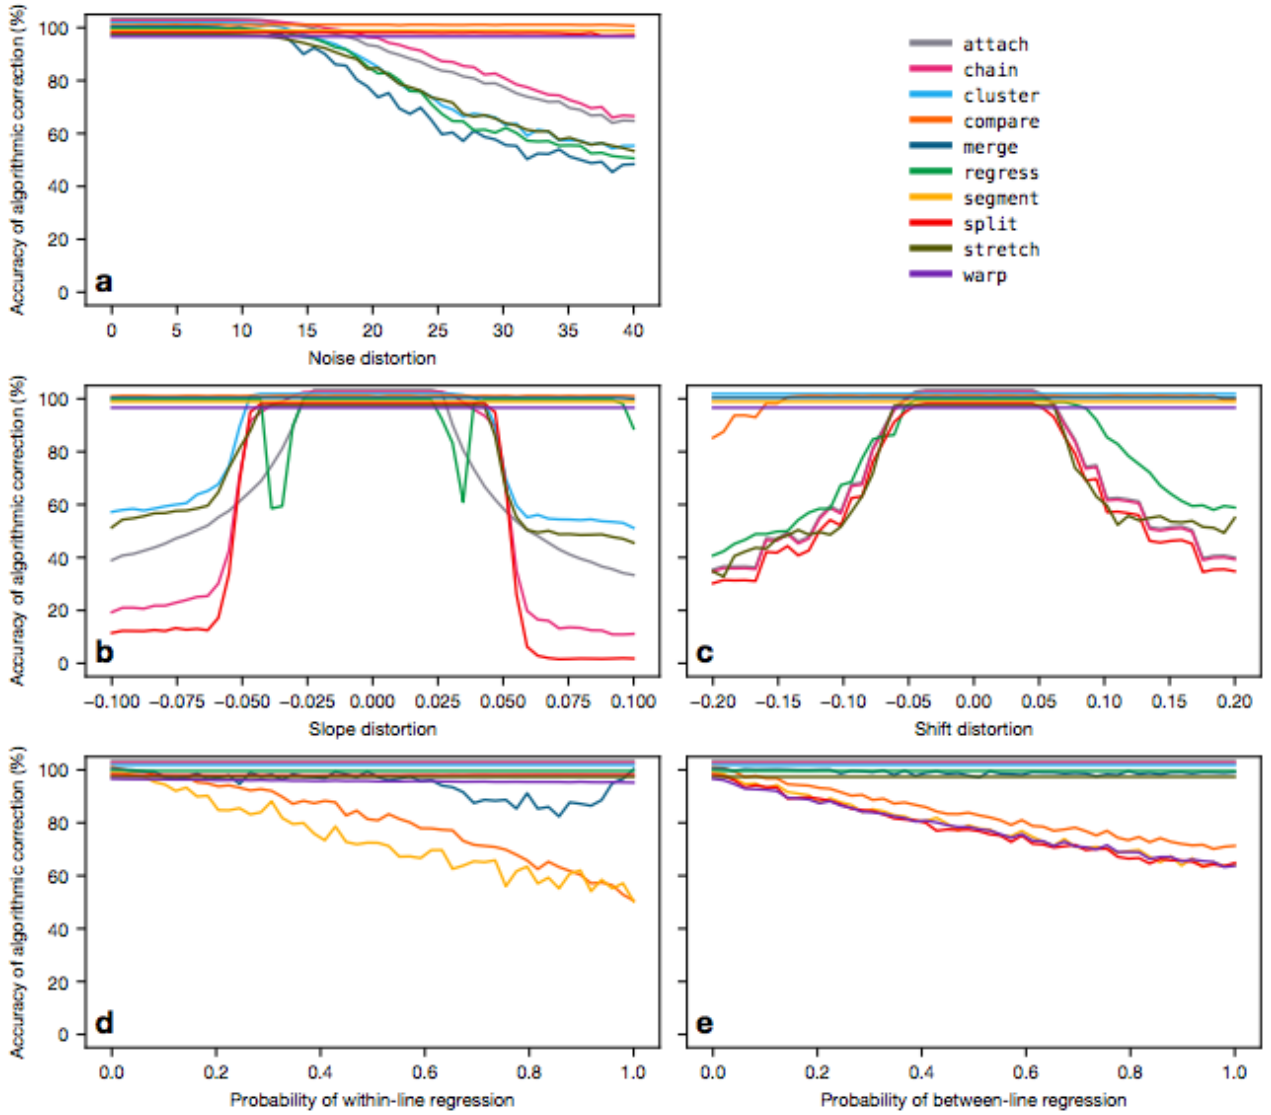 Accuracy of algorithmic correction (%)
100
80
60
40
20
0
a
0 5 10 15 20 25 30 35 40
Noise distortion
attach
chain
cluster
compare
merge
regress
segment
split
stretch
warp
Accuracy of algorithmic correction (%)
100
80
60
40
20
0
b
−0.100 −0.075 −0.050 −0.025 0.000 0.025 0.050 0.075 0.100
Slope distortion
c
−0.20 −0.15 −0.10 −0.05 0.00 0.05 0.10 0.15 0.20
Shift distortion
Accuracy of algorithmic correction (%)
100
80
60
40
20
0
d
0.0 0.2 0.4 0.6 0.8 1.0
Probability of within-line regression
e
0.0 0.2 0.4 0.6 0.8 1.0
Probability of between-line regression